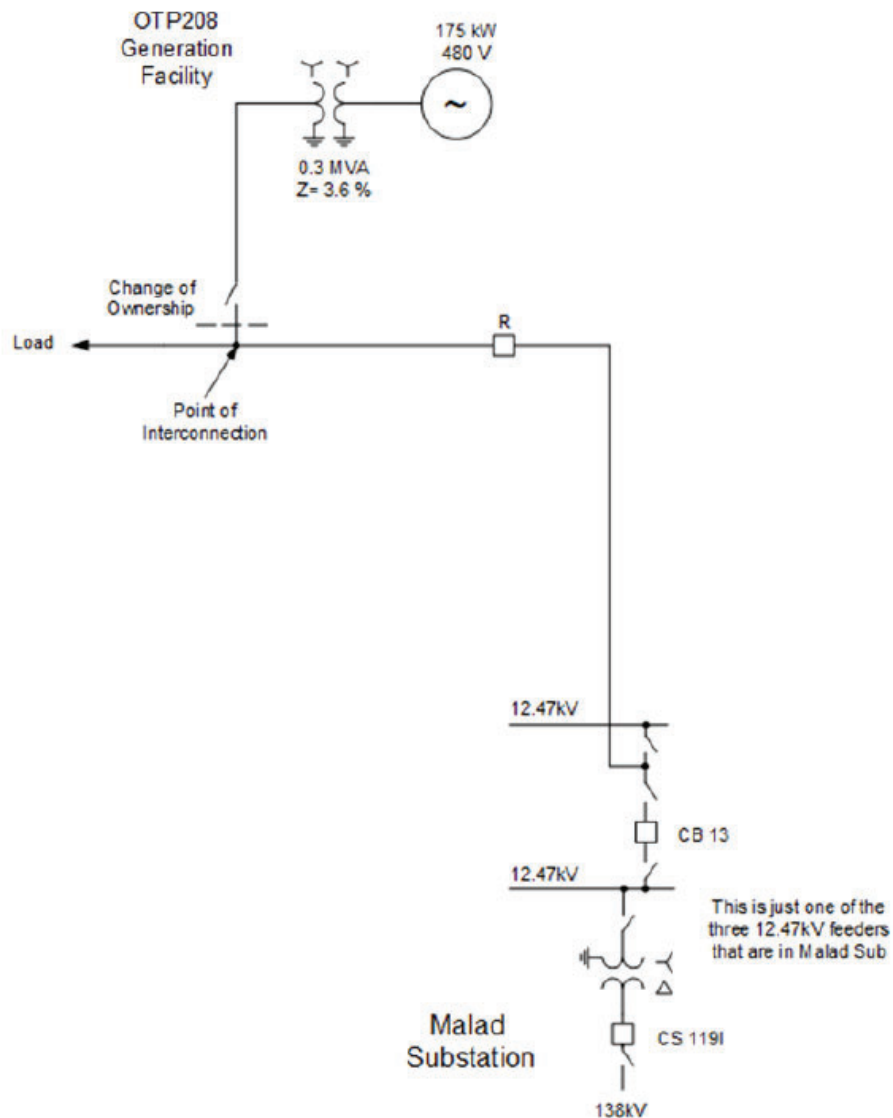 OTP208
Generation
Facility
175 kW
480 V
~
0.3 MVA
Z= 3.6 %
Change of
Ownership
R
Load
Point of
Interconnection
12.47kV
CB 13
12.47kV
This is just one of the
three 12.47kV feeders
that are in Malad Sub
Malad
Substation
CS 119I
138kV